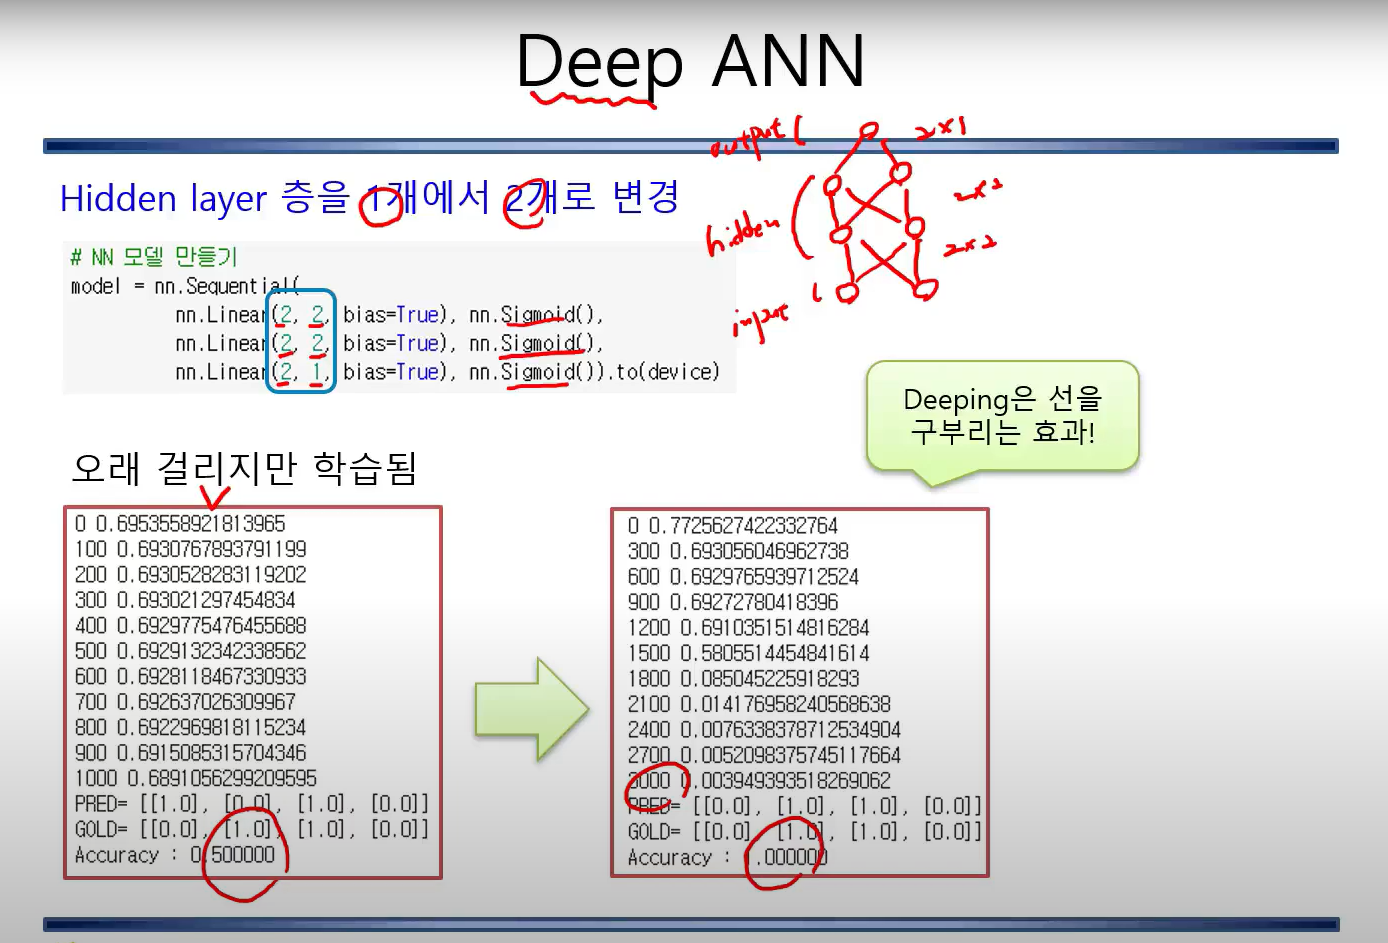 Deep ANN
output
2×1
Hidden layer 층을 1개에서 2개로 변경
2×2
hidden
2×2
input
# NN 모델 만들기
model = nn.Sequential(
nn.Linear(2, 2, bias=True), nn.Sigmoid(),
nn.Linear(2, 2, bias=True), nn.Sigmoid(),
nn.Linear(2, 1, bias=True), nn.Sigmoid()).to(device)
Deeping은 선을
구부리는 효과!
오래 걸리지만 학습됨
0 0.6953558921813965
100 0.6930767893791199
200 0.6930528283119202
300 0.693021297454834
400 0.6929775476455688
500 0.6929132342338562
600 0.6928118467330933
700 0.692637026309967
800 0.6922969818115234
900 0.6915085315704346
1000 0.6891056299209595
PRED= [[1.0], [0.0], [1.0], [0.0]]
GOLD= [[0.0], [1.0], [1.0], [0.0]]
Accuracy : 0.500000
0 0.7725627422332764
300 0.693056046962738
600 0.6929765939712524
900 0.69272780418396
1200 0.6910351514816284
1500 0.5805514454841614
1800 0.085045225918293
2100 0.014176958240568638
2400 0.0076338378712534904
2700 0.0052098375745117664
3000 0.003949393518269062
PRED= [[0.0], [1.0], [1.0], [0.0]]
GOLD= [[0.0], [1.0], [1.0], [0.0]]
Accuracy : 1.000000